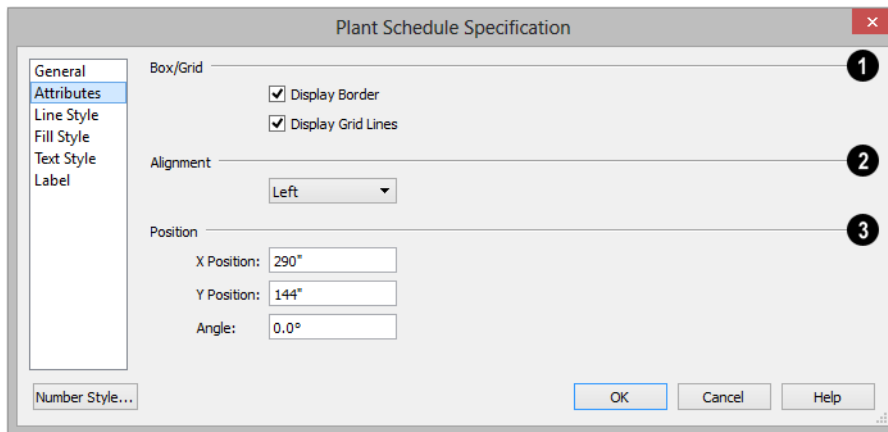 Plant Schedule Specification
General
Attributes
Line Style
Fill Style
Text Style
Label
Box/Grid
1
Display Border
Display Grid Lines
Alignment
2
Left
Position
3
X Position: 290"
Y Position: 144"
Angle: 0.0°
Number Style...
OK
Cancel
Help